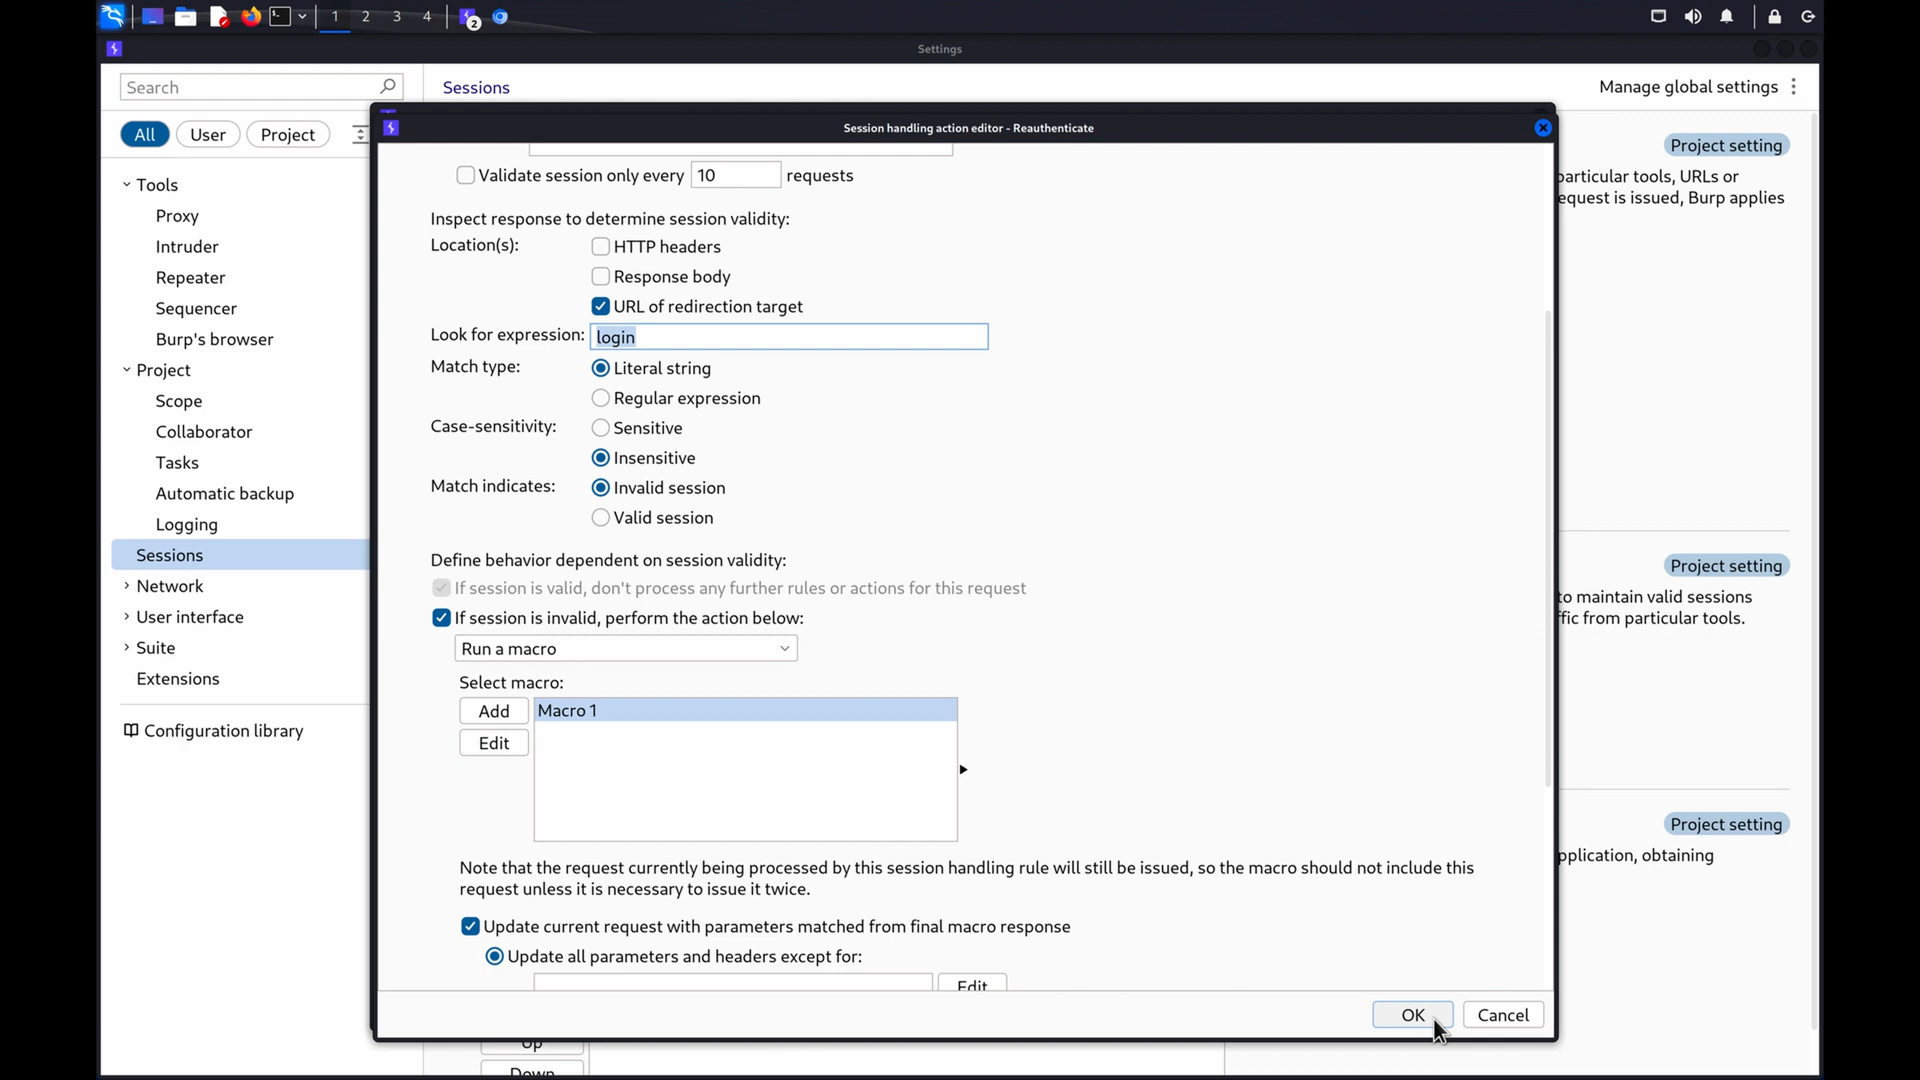 1 2 3 4 2
Settings
Search
Sessions
Manage global settings
All User Project
Session handling action editor - Reauthenticate
Project setting
particular tools, URLs or
equest is issued, Burp applies
Tools
Proxy
Intruder
Repeater
Sequencer
Burp's browser
Project
Scope
Collaborator
Tasks
Automatic backup
Logging
Sessions
Network
User interface
Suite
Extensions
Configuration library
Validate session only every 10 requests
Inspect response to determine session validity:
Location(s): HTTP headers
Response body
URL of redirection target
Look for expression: login
Match type: Literal string
Regular expression
Case-sensitivity: Sensitive
Insensitive
Match indicates: Invalid session
Valid session
Define behavior dependent on session validity:
If session is valid, don't process any further rules or actions for this request
If session is invalid, perform the action below:
Run a macro
Select macro:
Add Macro 1
Edit
Note that the request currently being processed by this session handling rule will still be issued, so the macro should not include this
request unless it is necessary to issue it twice.
Update current request with parameters matched from final macro response
Update all parameters and headers except for:
Edit
OK Cancel
Project setting
to maintain valid sessions
fic from particular tools.
Project setting
pplication, obtaining
Up
Down